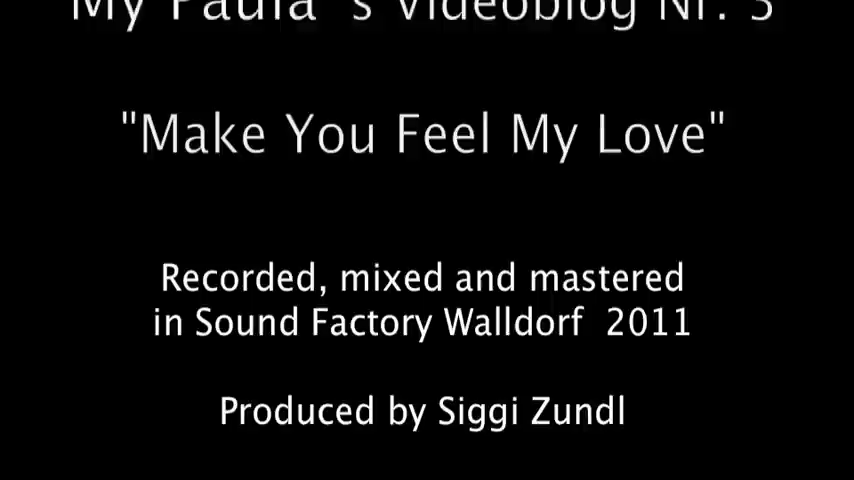 My Paula´s Videoblog Nr. 3
"Make You Feel My Love"
Recorded, mixed and mastered
in Sound Factory Walldorf 2011
Produced by Siggi Zundl